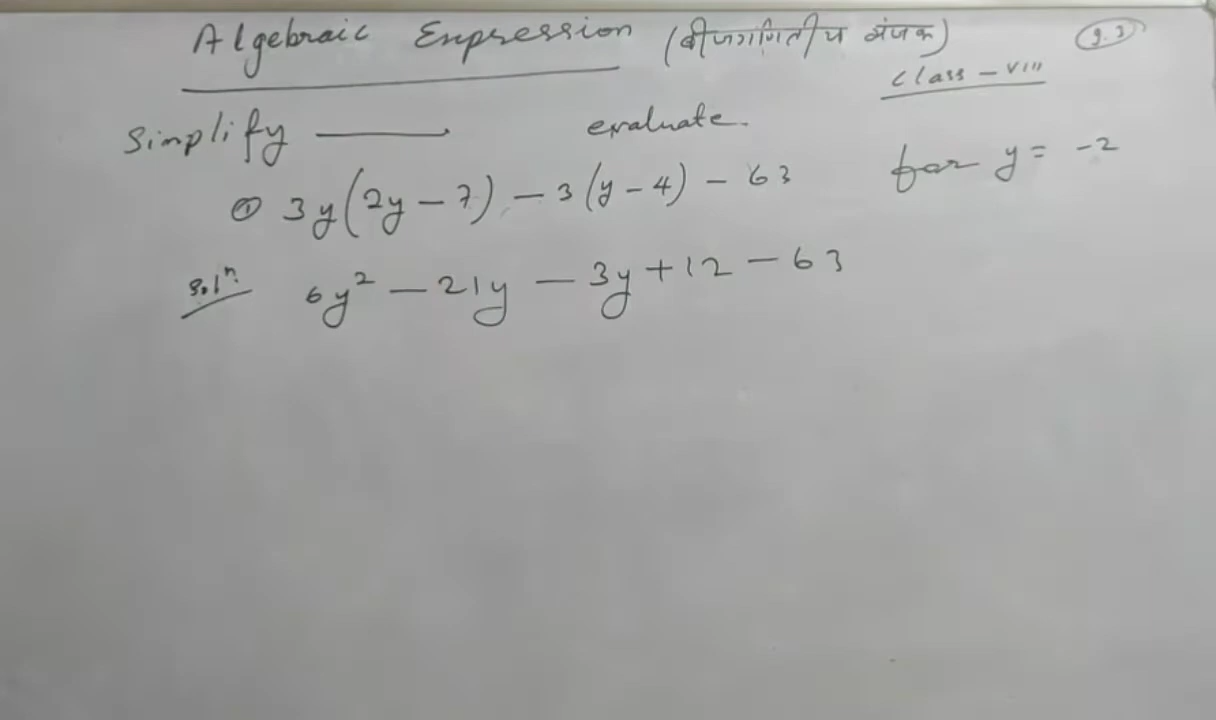 Algebraic Expression (बीजगणितीय व्यंजक) 9.3
Class - VIII
Simplify — evaluate.
① 3y(2y - 7) - 3(y - 4) - 63 for y = -2
Solⁿ. 6y² - 21y - 3y + 12 - 63